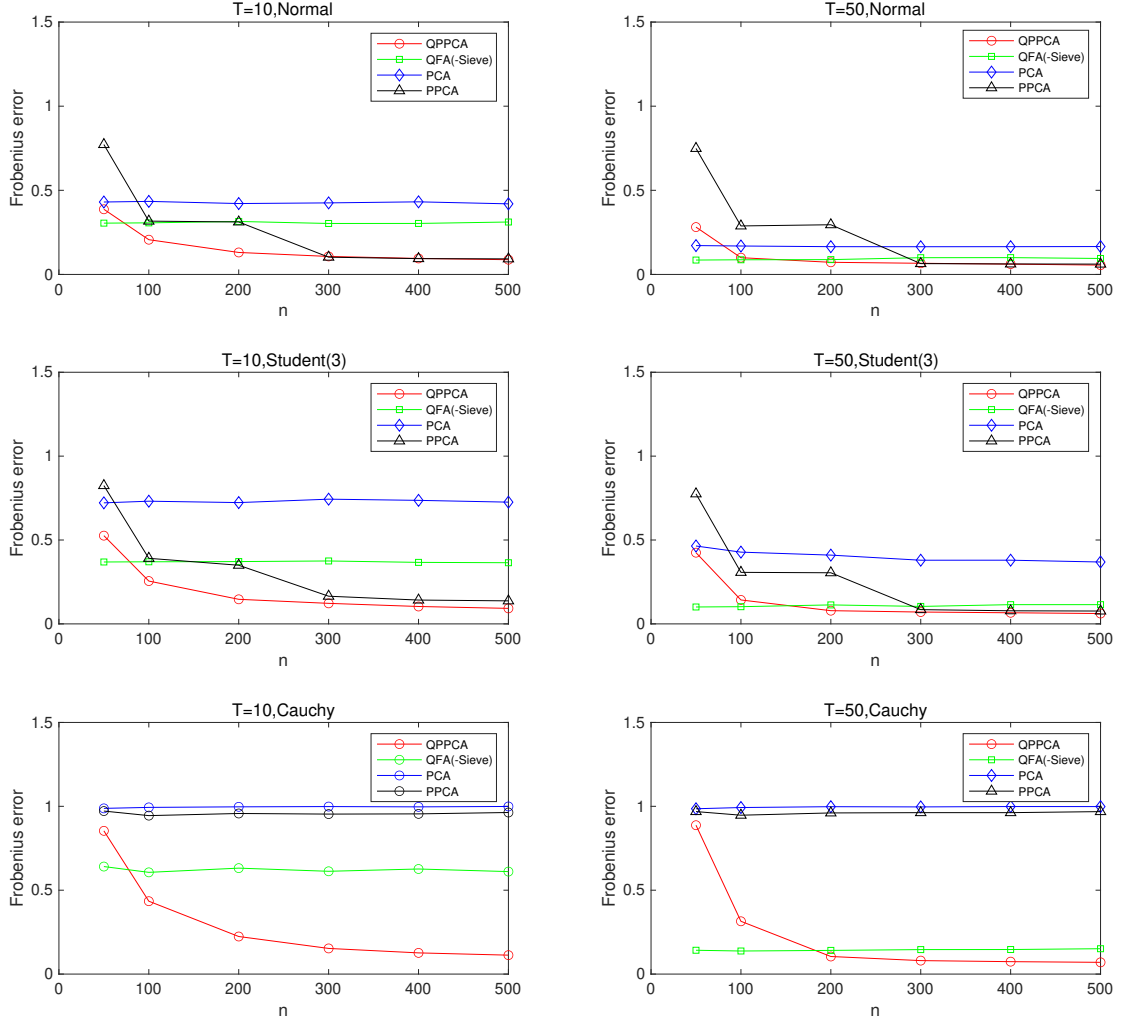 T=10,Normal
1.5
1
0.5
0
Frobenius error
QPPCA
QFA(-Sieve)
PCA
PPCA
0 100 200 300 400 500
n
T=50,Normal
1.5
1
0.5
0
Frobenius error
QPPCA
QFA(-Sieve)
PCA
PPCA
0 100 200 300 400 500
n
T=10,Student(3)
1.5
1
0.5
0
Frobenius error
QPPCA
QFA(-Sieve)
PCA
PPCA
0 100 200 300 400 500
n
T=50,Student(3)
1.5
1
0.5
0
Frobenius error
QPPCA
QFA(-Sieve)
PCA
PPCA
0 100 200 300 400 500
n
T=10,Cauchy
1.5
1
0.5
0
Frobenius error
QPPCA
QFA(-Sieve)
PCA
PPCA
0 100 200 300 400 500
n
T=50,Cauchy
1.5
1
0.5
0
Frobenius error
QPPCA
QFA(-Sieve)
PCA
PPCA
0 100 200 300 400 500
n